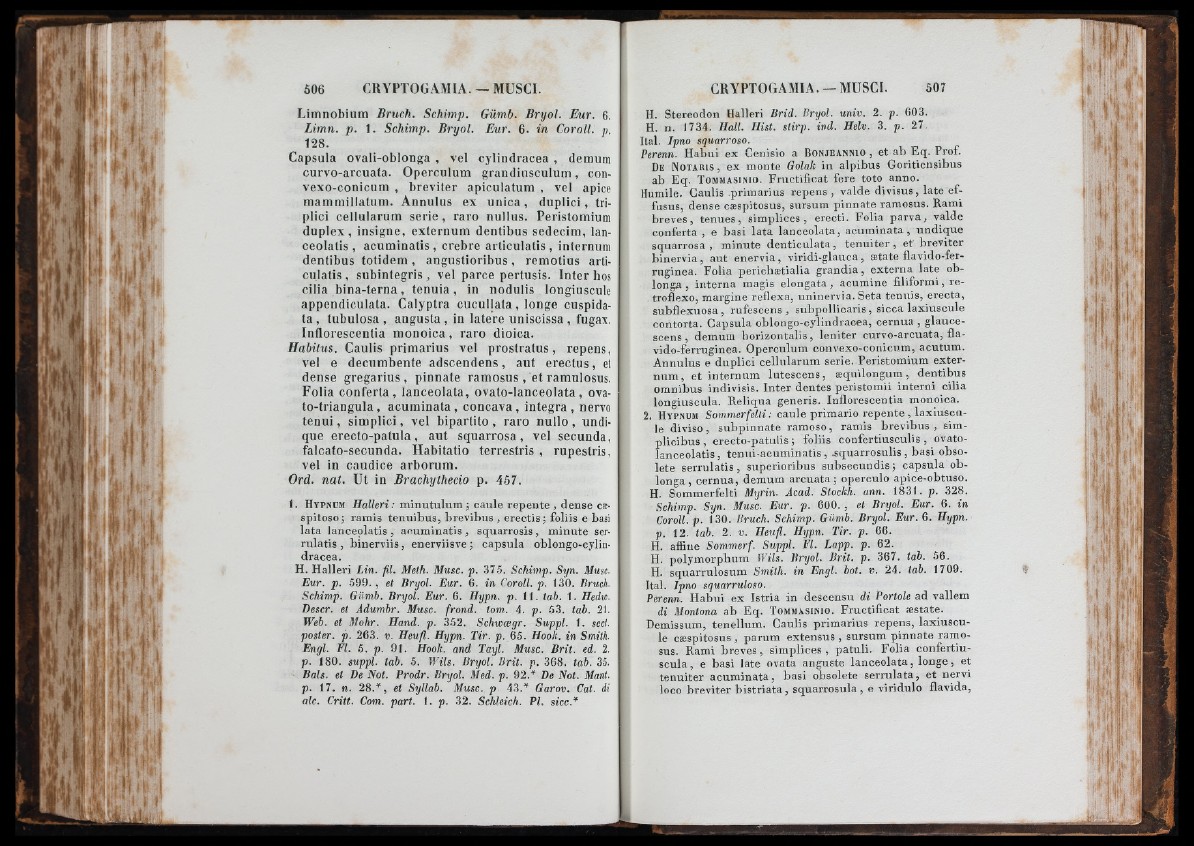 506 CRYPTOGAMIA. — MUSCI.
Limnobium Bruch. Schimp. Gümb. Bryol. Eur. 6.
Limn. p. 1. Schimp. Bryol. Eur. 6. in Coroll. p.
128.
Capsula ovali-oblonga , vel cylindracea , demum
curvo-arcuata. Operculum grandiusculum , con-
vexo-conicum , breviter apiculatum , vel apice
mammillatum. Annulus ex unica , duplici , tri-
plici cellularum serie , raro nullus. Peristomium
duplex , insigne, externum dentibus sedecim, lan-
ceolatis , acuminatis , crebre articulatis , internum
dentibus totidem , angustioribus , remotius arti-
culatis , subintegris , vel parce pertusis. Inter hos
cilia bina-terna , tenuia , in nodulis longiuscule
appendiculata. Calyptra cucullata , longe cuspida-
ta , tubulosa , angusta , in latere uniscissa , fugax.
Inflorescentia monoica , raro dioica.
Habitus. Caulis primarius vel prostratus , repens,
vel e decumbente adscendens , aut erectus , et
dense gregarius , pinnate ramosus , et ramulosus.
Folia conferta , lanceolata , ovato-lanceolata , ova-
to-triangula , acuminata , concava , integra , nervo
tenui , simplici , vel bipartito , raro nullo , undi-
que erecto-patula , aut squarrosa , vel secunda,
falcato-secunda. Habitatio terrestris , rupestris,
vel in caudice arborum.
Ord. nat. Ut in Brachythecio p. 457.
1. Hypnum Halleri : minutulum ; caule repente , dense cæ-
spitoso ; ramis tenuibus, brevibus , erectis ; foliis e basi
lata lanceolatis , acuminatis , squarrosis , minute ser-
rulatis , binerviis , enerviisve ; capsula oblongo-cylin-
dracea.
H. Halleri Lin. fil. Meth. Musc. p. 375. Schimp. Syn. Musc.
Eur. p. 599. , et Bryol. Eur. 6. in Coroll. p. 130. Bruch.
Schimp. Gümb. Bryol. Eur. 6. Hypn. p. 11. tab. 1. Hedw.
Descr. et Adumbr. Musc. frond. tom. 4. p. 53. tab. 21.
Web. et Mohr. Hand. p. 352. Schwægr. Suppl. 1. sect.
poster. p. 263. v. Heufl. Hypn. Tir. p. 65. Hook. in Smith.
Engl. Fl. 5. p. 91. Hook. and Tayl. Musc. Brit. ed. 2.
p. 180. suppl. tab. 5. Wils. Bryol. Brit. p. 368. tab. 35.
Bals. et De Not. Prodr. Bryol. Med. p. 92.* De Not. Mant.
p. 17. n. 28.* , et Syllab. Musc. p 43.* Garov. Cat. di
alc. Critt. Com. part. 1. p. 32. Schleich. Pl. sicc.*
CRYPTOGAMIA. — MUSCI. 507
H. Stereodon Halleri Brid. Bryol. univ. 2. p. 603.
H. n. 1734. Hall. Hist. stirp. ind. Helv. 3. p. 27.
Ital. Ipno squarroso.
Perenn. Habui ex Cenisio a Bonjeannio , et ab Eq. Prof.
De Notaris , ex monte Golak in alpibus Goritiensibus
ab Eq. Tommasinio. Fructificat fere toto anno.
Humile. Caulis primarius repens , valde divisus , late ef-
fusus, dense cæspitosus, sursum pinnate ramosus. Rami
breves , tenues , simplices , erecti. Folia parva, valde
conferta , e basi lata lanceolata, acuminata , undique
squarrosa , minute denticulata, tenuiter , et breviter
binervia , aut enervia, viridi-glauca , ætate flavido-fer-
ruginea. Folia perichætialia grandia , externa late ob-
longa , interna magis elongata , acumine filiformi , re-
troflexo, margine reflexa, uninervia. Seta tenuis, erecta,
subflexuosa , rufescens , subpollicaris , sicca laxiuscule
contorta. Capsula oblongo-cylindracea, cernua , glauce-
scens , demum horizontalis , leniter curvo-arcuata, fla-
vido-ferruginea. Operculum convexo-conicum, acutum.
Annulus e duplici cellularum serie. Peristomium exter-
num , et internum lutescens , æquilongum , dentibus
omnibus indivisis. Inter dentes peristomii interni cilia
longiuscula. Reliqua generis. Inflorescentia monoica.
2. Hypnum Sommerfelti : caule primario repente , laxiuscu-
le diviso , subpinnate ramoso , ramis brevibus , sim-
plicibus , erecto-patulis ; foliis confertiusculis , ovato-
lanceolatis , tenui-acuminatis , squarrosulis , basi obso-
lete serrulatis , superioribus subsecundis ; capsula ob-
longa , cernua, demum arcuata ; operculo apice-obtuso.
H. Sommerfelti Myrin. Acad. Stockh. ann. 1831. p. 328.
Schimp. Syn. Musc. Eur. p. 600. , et Bryol. Eur. 6. in
Coroll. p. 130. Bruch. Schimp. Gümb. Bryol. Eur. 6. Hypn.
p. 12. tab. 2. v. Heufl. Hypn. Tir. p. 66.
H. affine Sommerf. Suppl. Fl. Lapp. p. 62.
H. polymorphum Wils. Bryol. Brit. p. 367. tab. 56.
H. squarrulosum Smith. in Engl. bot. v. 24. tab. 1709.
Ital. Ipno squarruloso.
Perenn. Habui ex Istria in descensu di Portole ad vallem
di Montona ab Eq. Tommasinio. Fructificat æstate.
Demissum, tenellum. Caulis primarius repens, laxiuscu-
le cæspitosus , parum extensus , sursum pinnate ramo-
sus. Rami breves , simplices , patuli. Folia confertiu-
scula , e basi late ovata anguste lanceolata, longe , et
tenuiter acuminata , basi obsolete serrulata, et nervi
loco breviter bistriata , squarrosula , e viridulo flavida,